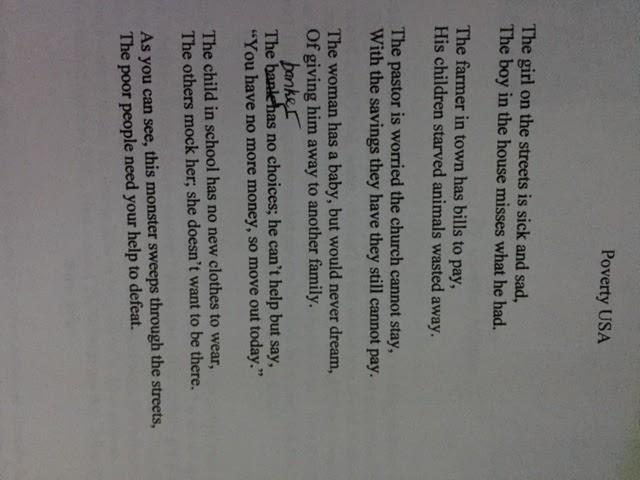 Poverty USA
The girl on the streets is sick and sad,
The boy in the house misses what he had.
The farmer in town has bills to pay,
His children starved animals wasted away.
The pastor is worried the church cannot stay,
With the savings they have they still cannot pay.
The woman has a baby, but would never dream,
Of giving him away to another family.
banker
The bank has no choices; he can't help but say,
"You have no more money, so move out today."
The child in school has no new clothes to wear,
The others mock her; she doesn't want to be there.
As you can see, this monster sweeps through the streets,
The poor people need your help to defeat.